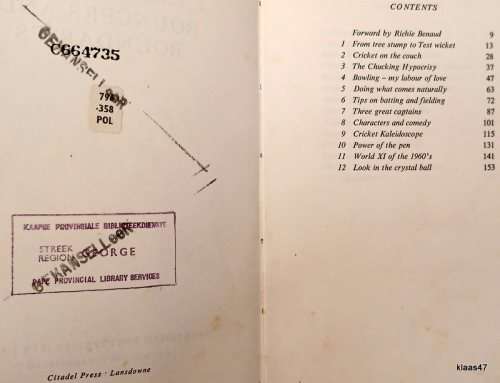 C664735
GEKANSELLOOR
796
·358
POL
KAAPSE PROVINSIALE BIBLIOTEEKDIENSTE
STREEK
REGION GEORGE
CAPE PROVINCIAL LIBRARY SERVICES
GEKANSELLOOR
Citadel Press · Lansdowne
CONTENTS
Forward by Richie Benaud 9
1 From tree stump to Test wicket 13
2 Cricket on the couch 28
3 The Chucking Hypocrisy 37
4 Bowling – my labour of love 47
5 Doing what comes naturally 63
6 Tips on batting and fielding 72
7 Three great captains 87
8 Characters and comedy 101
9 Cricket Kaleidoscope 115
10 Power of the pen 131
11 World XI of the 1960's 141
12 Look in the crystal ball 153
klaas47